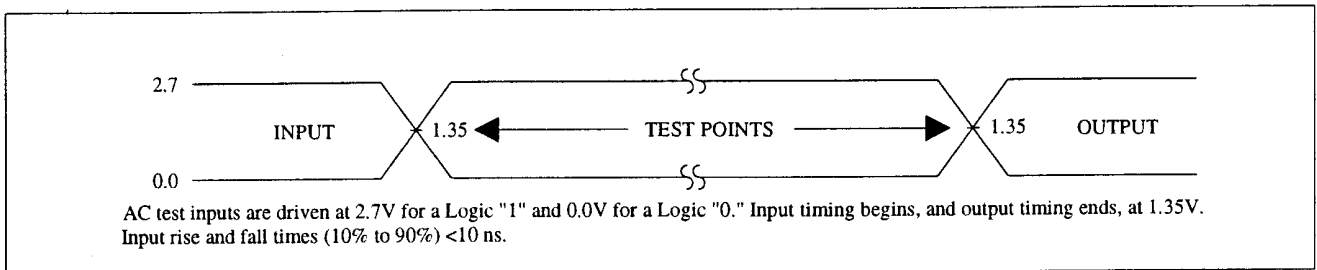 2.7
INPUT 1.35 TEST POINTS 1.35 OUTPUT
0.0
AC test inputs are driven at 2.7V for a Logic "1" and 0.0V for a Logic "0." Input timing begins, and output timing ends, at 1.35V.
Input rise and fall times (10% to 90%) <10 ns.